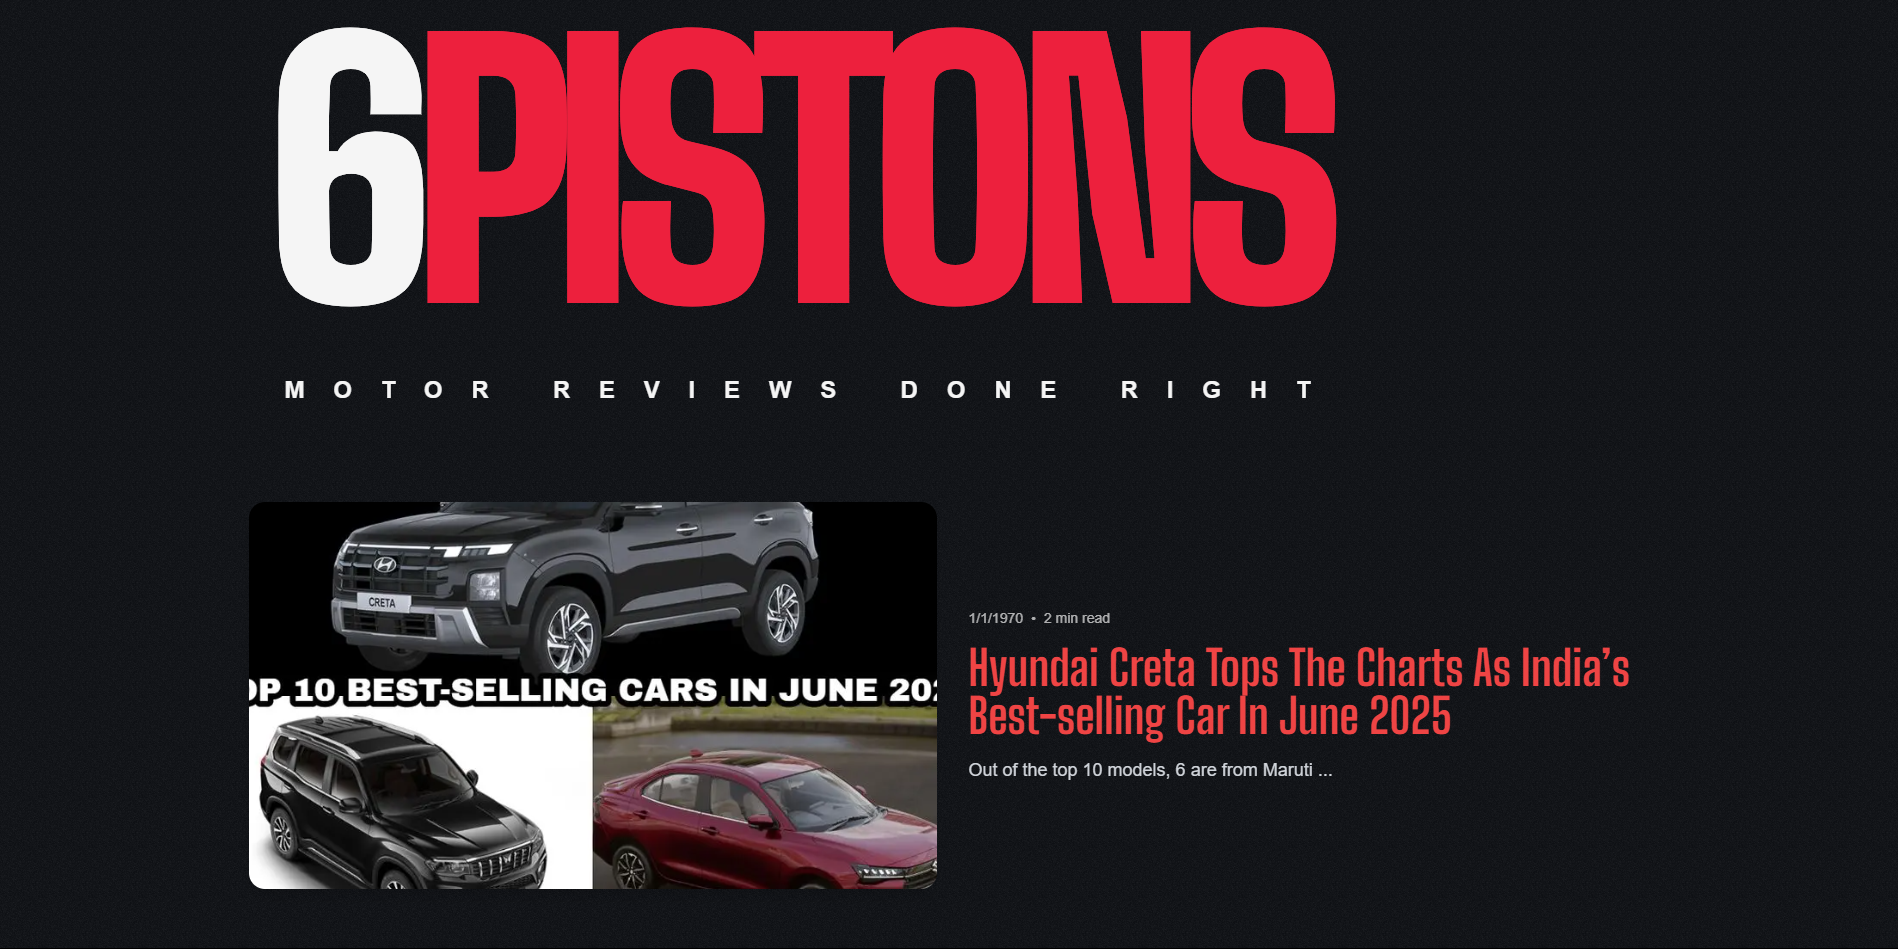 6PISTONS
MOTOR REVIEWS DONE RIGHT
CRETA
OP 10 BEST-SELLING CARS IN JUNE 202
1/1/1970 • 2 min read
Hyundai Creta Tops The Charts As India’s
Best-selling Car In June 2025
Out of the top 10 models, 6 are from Maruti ...